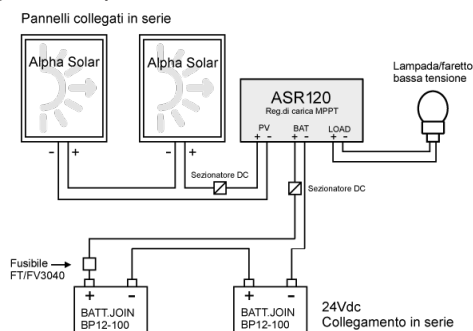 Pannelli collegati in serie
Alpha Solar
Alpha Solar
- +
- +
Lampada/faretto
bassa tensione
ASR120
Reg.di carica MPPT
PV BAT LOAD
+ - + - + -
Sezionatore DC
Sezionatore DC
Fusibile
FT/FV3040
+ -
BATT.JOIN
BP12-100
+ -
BATT.JOIN
BP12-100
24Vdc
Collegamento in serie